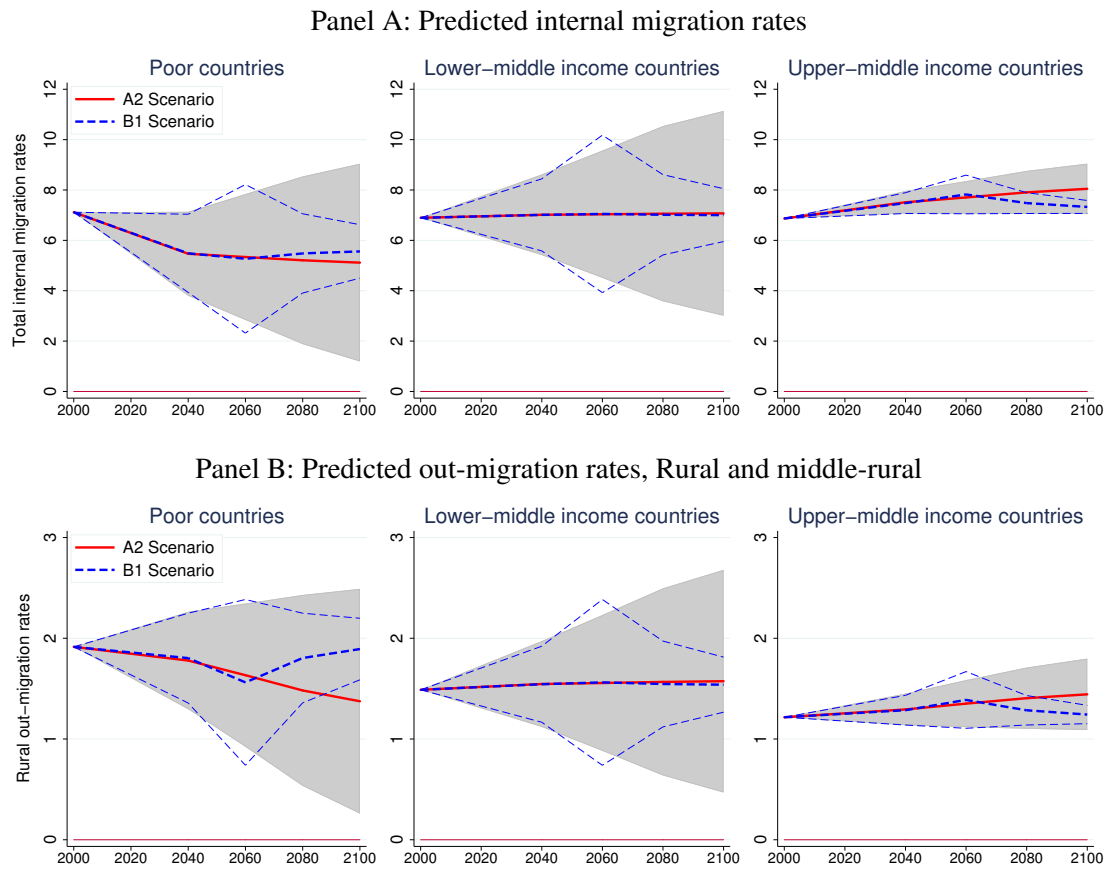 Panel A: Predicted internal migration rates
Poor countries
Lower−middle income countries
Upper−middle income countries
Total internal migration rates
A2 Scenario
B1 Scenario
12
10
8
6
4
2
0
2000 2020 2040 2060 2080 2100
12
10
8
6
4
2
0
2000 2020 2040 2060 2080 2100
12
10
8
6
4
2
0
2000 2020 2040 2060 2080 2100
Panel B: Predicted out-migration rates, Rural and middle-rural
Poor countries
Lower−middle income countries
Upper−middle income countries
Rural out−migration rates
A2 Scenario
B1 Scenario
3
2
1
0
2000 2020 2040 2060 2080 2100
3
2
1
0
2000 2020 2040 2060 2080 2100
3
2
1
0
2000 2020 2040 2060 2080 2100